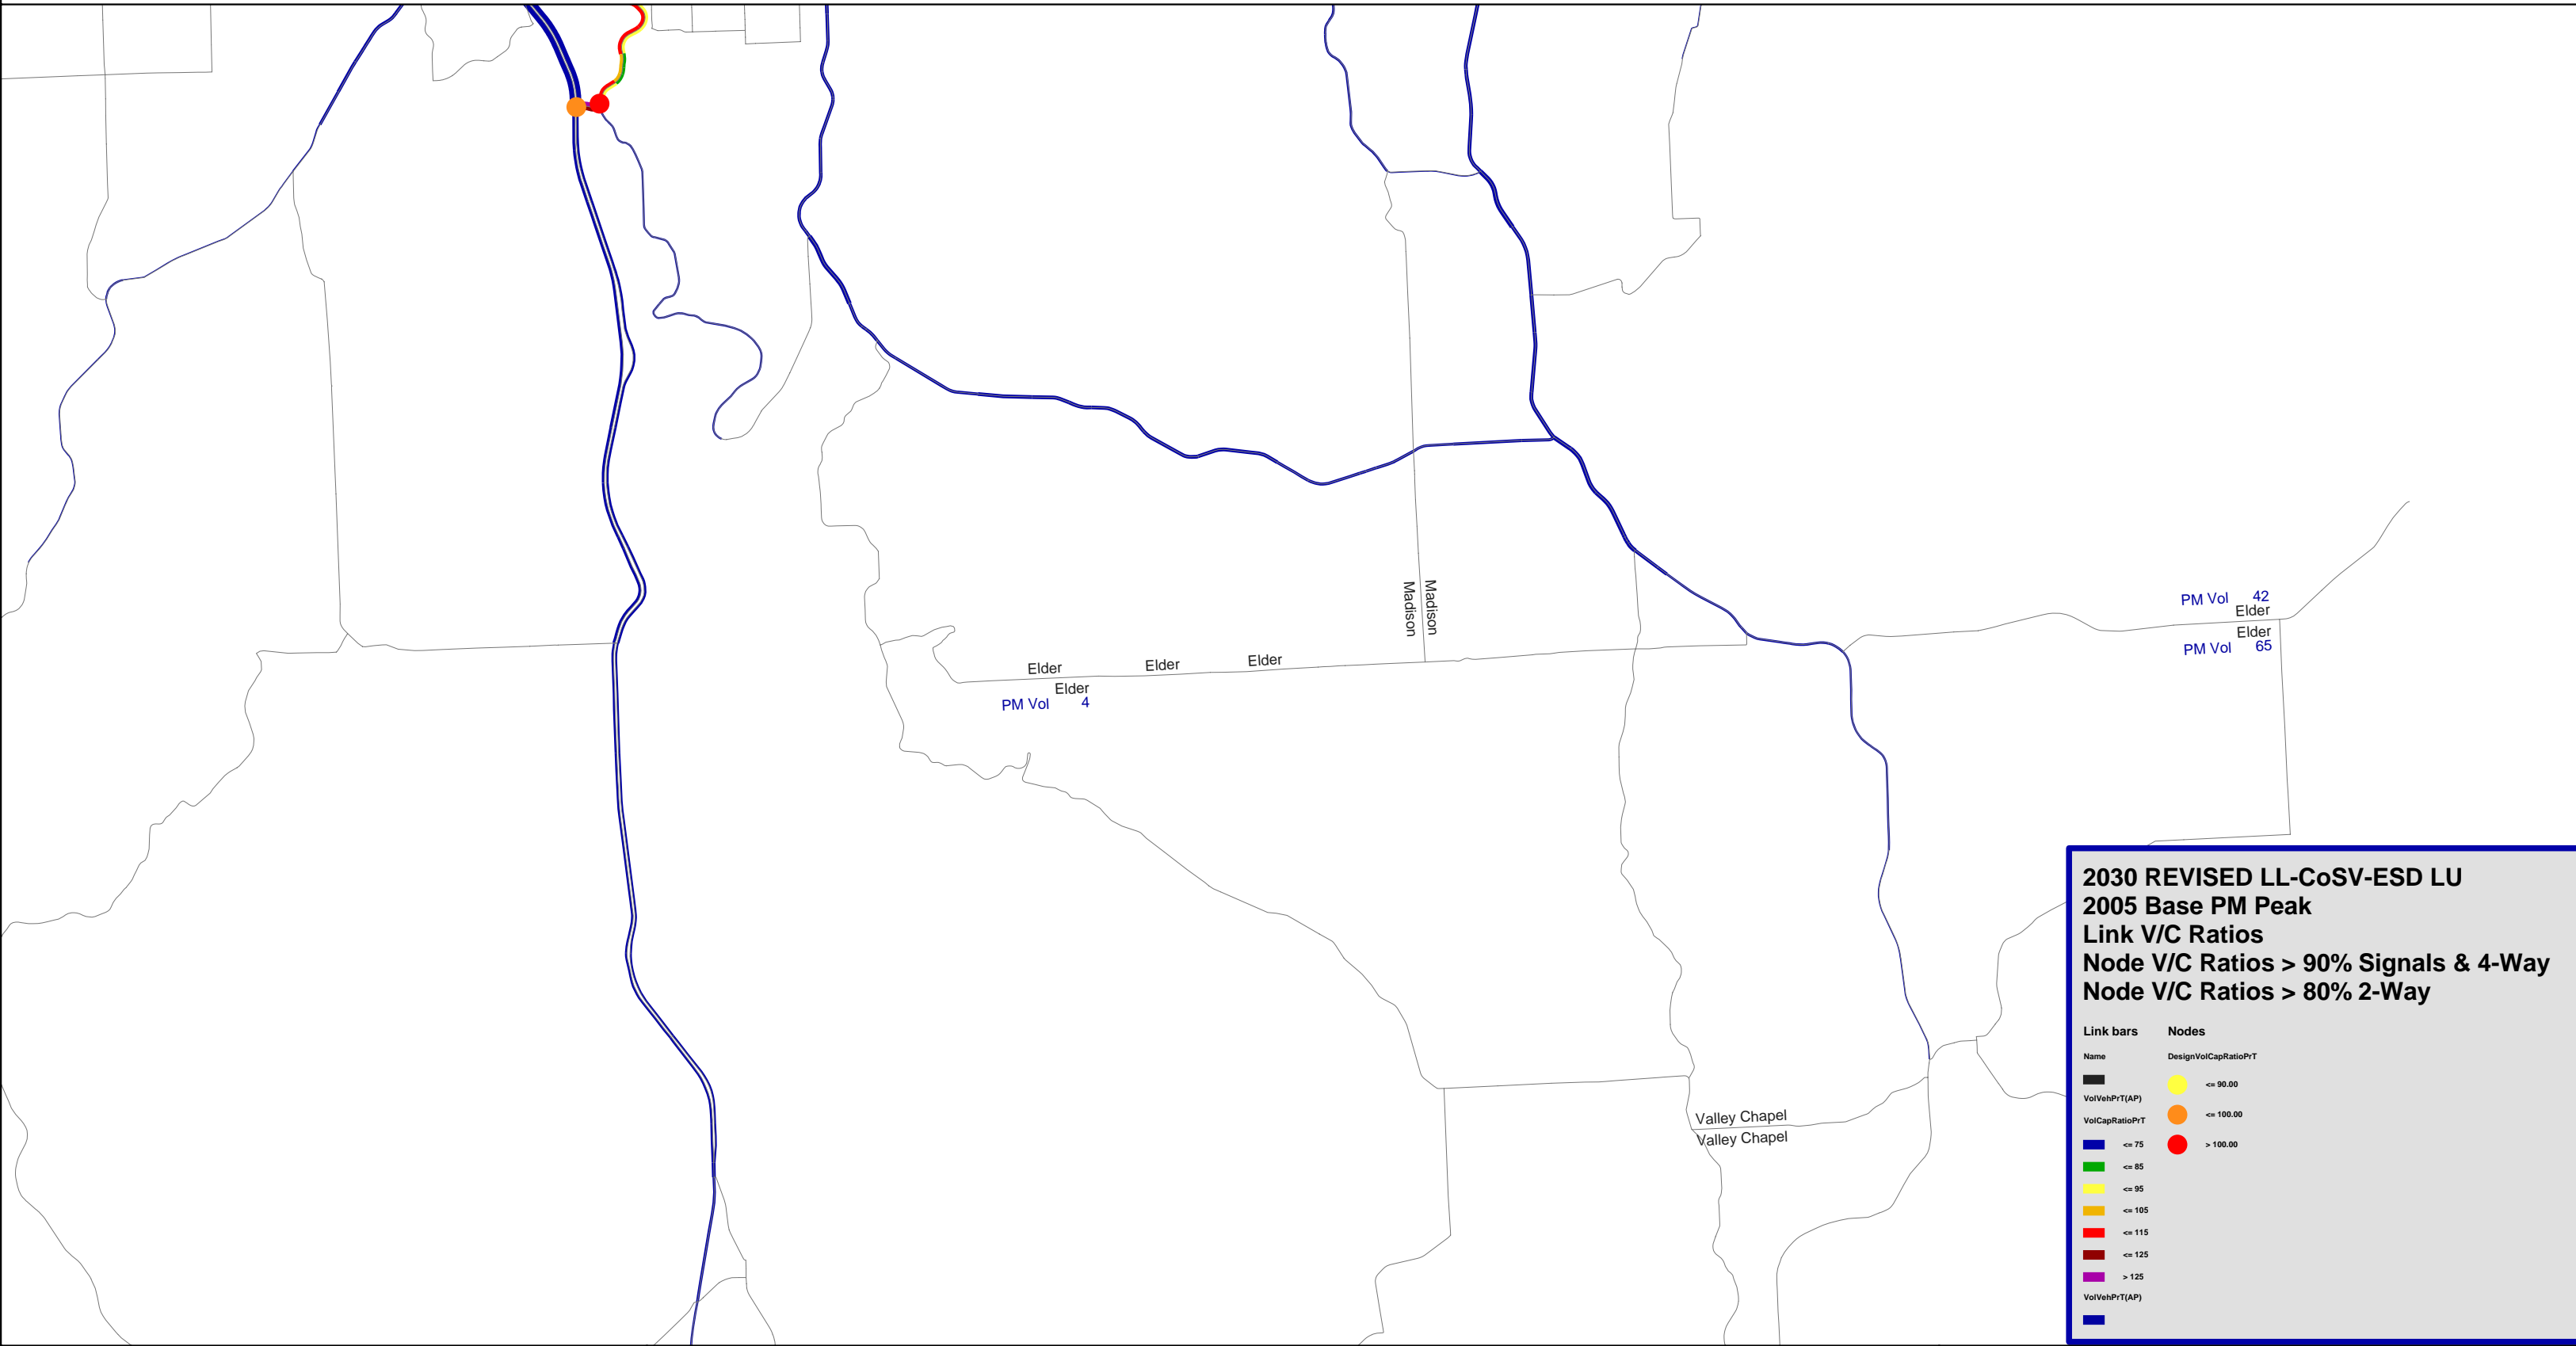 Madison
Madison
PM Vol 42
Elder
Elder
PM Vol 65
Elder
Elder
Elder
Elder
PM Vol 4
Valley Chapel
Valley Chapel
2030 REVISED LL-CoSV-ESD LU
2005 Base PM Peak
Link V/C Ratios
Node V/C Ratios > 90% Signals & 4-Way
Node V/C Ratios > 80% 2-Way
Link bars Nodes
Name DesignVolCapRatioPrT
<= 90.00
VolVehPrT(AP)
<= 100.00
VolCapRatioPrT
<= 75 > 100.00
<= 85
<= 95
<= 105
<= 115
<= 125
> 125
VolVehPrT(AP)